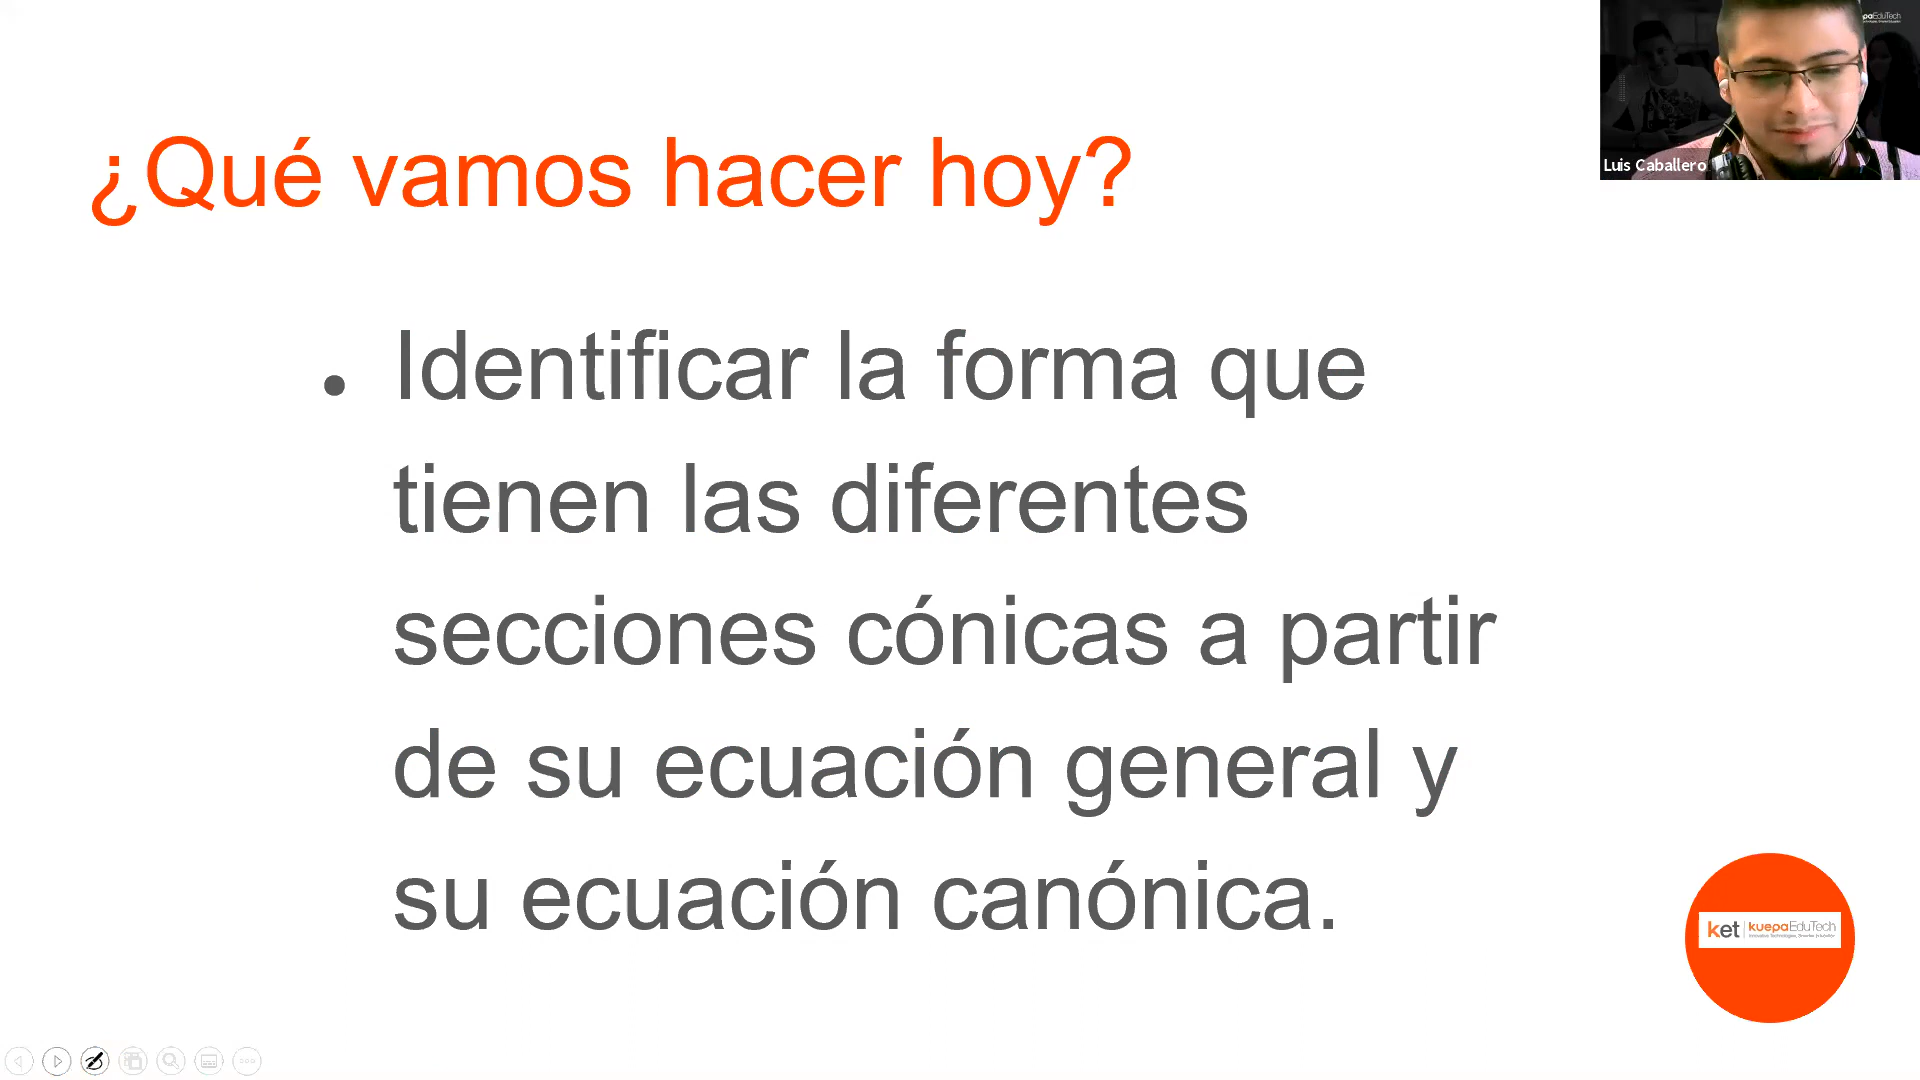 ¿Qué vamos hacer hoy?
• Identificar la forma que
tienen las diferentes
secciones cónicas a partir
de su ecuación general y
su ecuación canónica.
Luis Caballero
paEduTech
ket | kuepaEduTech